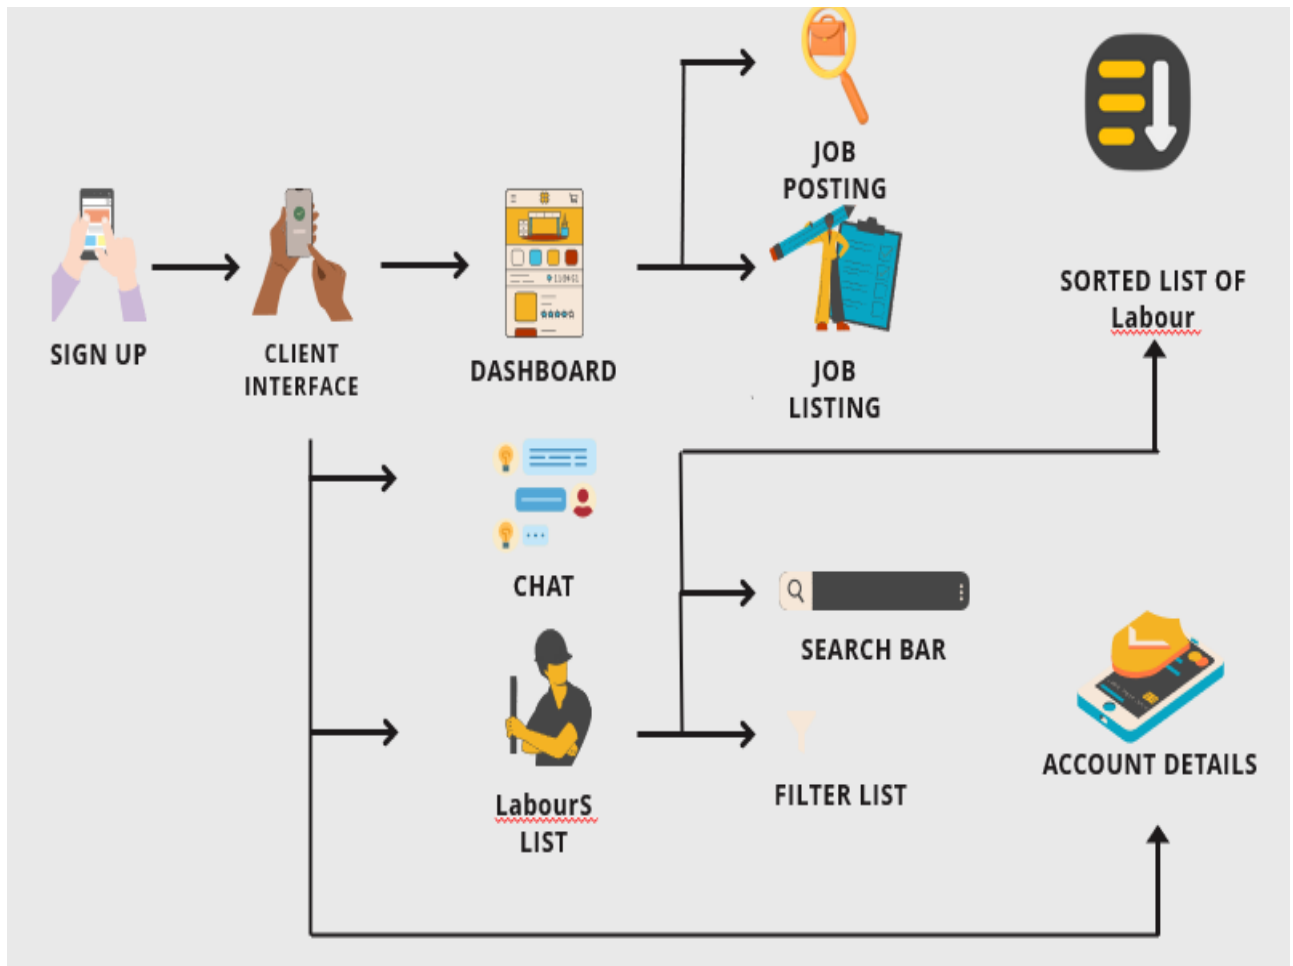 JOB
POSTING
SIGN UP
CLIENT
INTERFACE
DASHBOARD
JOB
LISTING
SORTED LIST OF
Labour
CHAT
SEARCH BAR
LabourS
LIST
FILTER LIST
ACCOUNT DETAILS